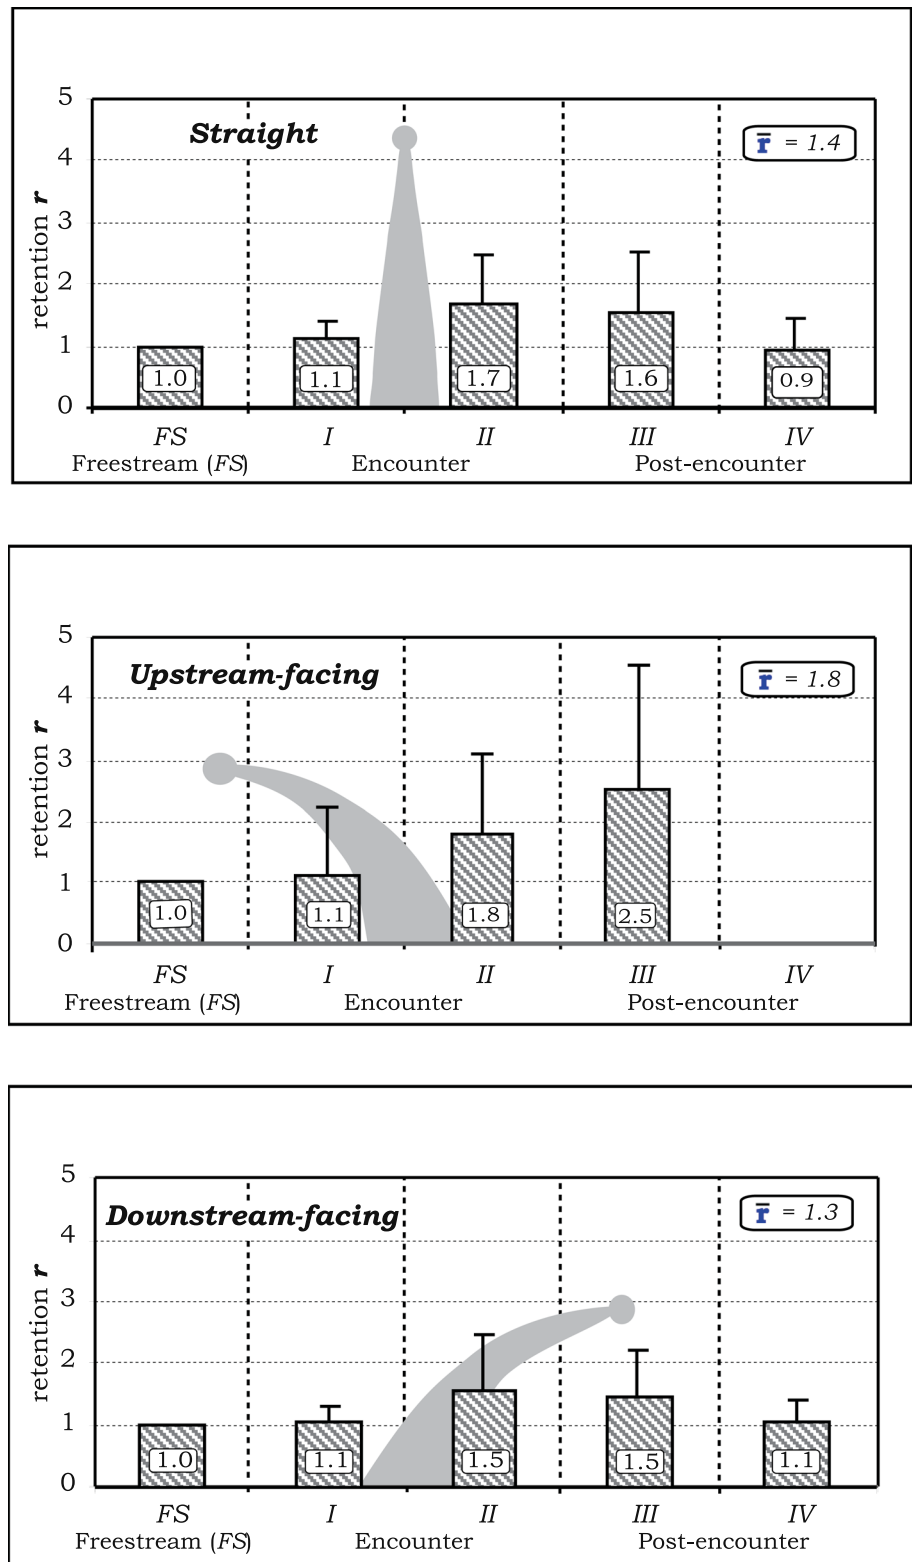 5
Straight
r̄ = 1.4
4
3
2
1
0
retention r
1.0
1.1
1.7
1.6
0.9
FS I II III IV
Freestream (FS) Encounter Post-encounter
5
Upstream-facing
r̄ = 1.8
4
3
2
1
0
retention r
1.0
1.1
1.8
2.5
FS I II III IV
Freestream (FS) Encounter Post-encounter
5
Downstream-facing
r̄ = 1.3
4
3
2
1
0
retention r
1.0
1.1
1.5
1.5
1.1
FS I II III IV
Freestream (FS) Encounter Post-encounter